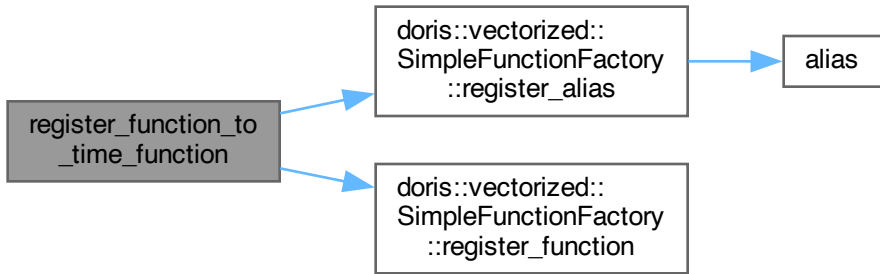 register_function_to
_time_function
doris::vectorized::
SimpleFunctionFactory
::register_alias
alias
doris::vectorized::
SimpleFunctionFactory
::register_function